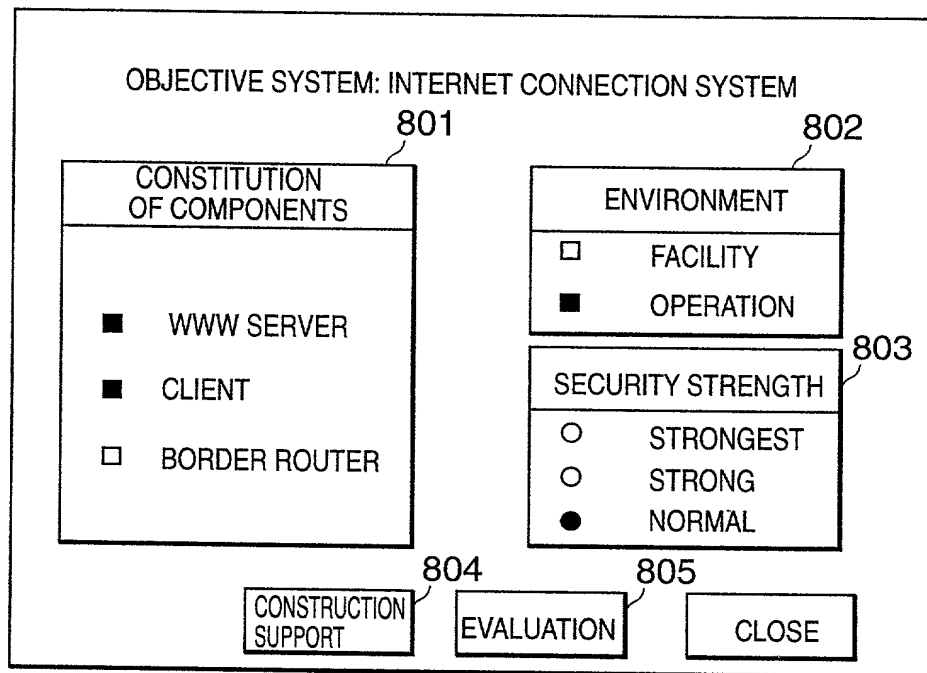 OBJECTIVE SYSTEM: INTERNET CONNECTION SYSTEM
801
CONSTITUTION
OF COMPONENTS
WWW SERVER
CLIENT
BORDER ROUTER
802
ENVIRONMENT
FACILITY
OPERATION
803
SECURITY STRENGTH
STRONGEST
STRONG
NORMAL
804
CONSTRUCTION
SUPPORT
805
EVALUATION
CLOSE